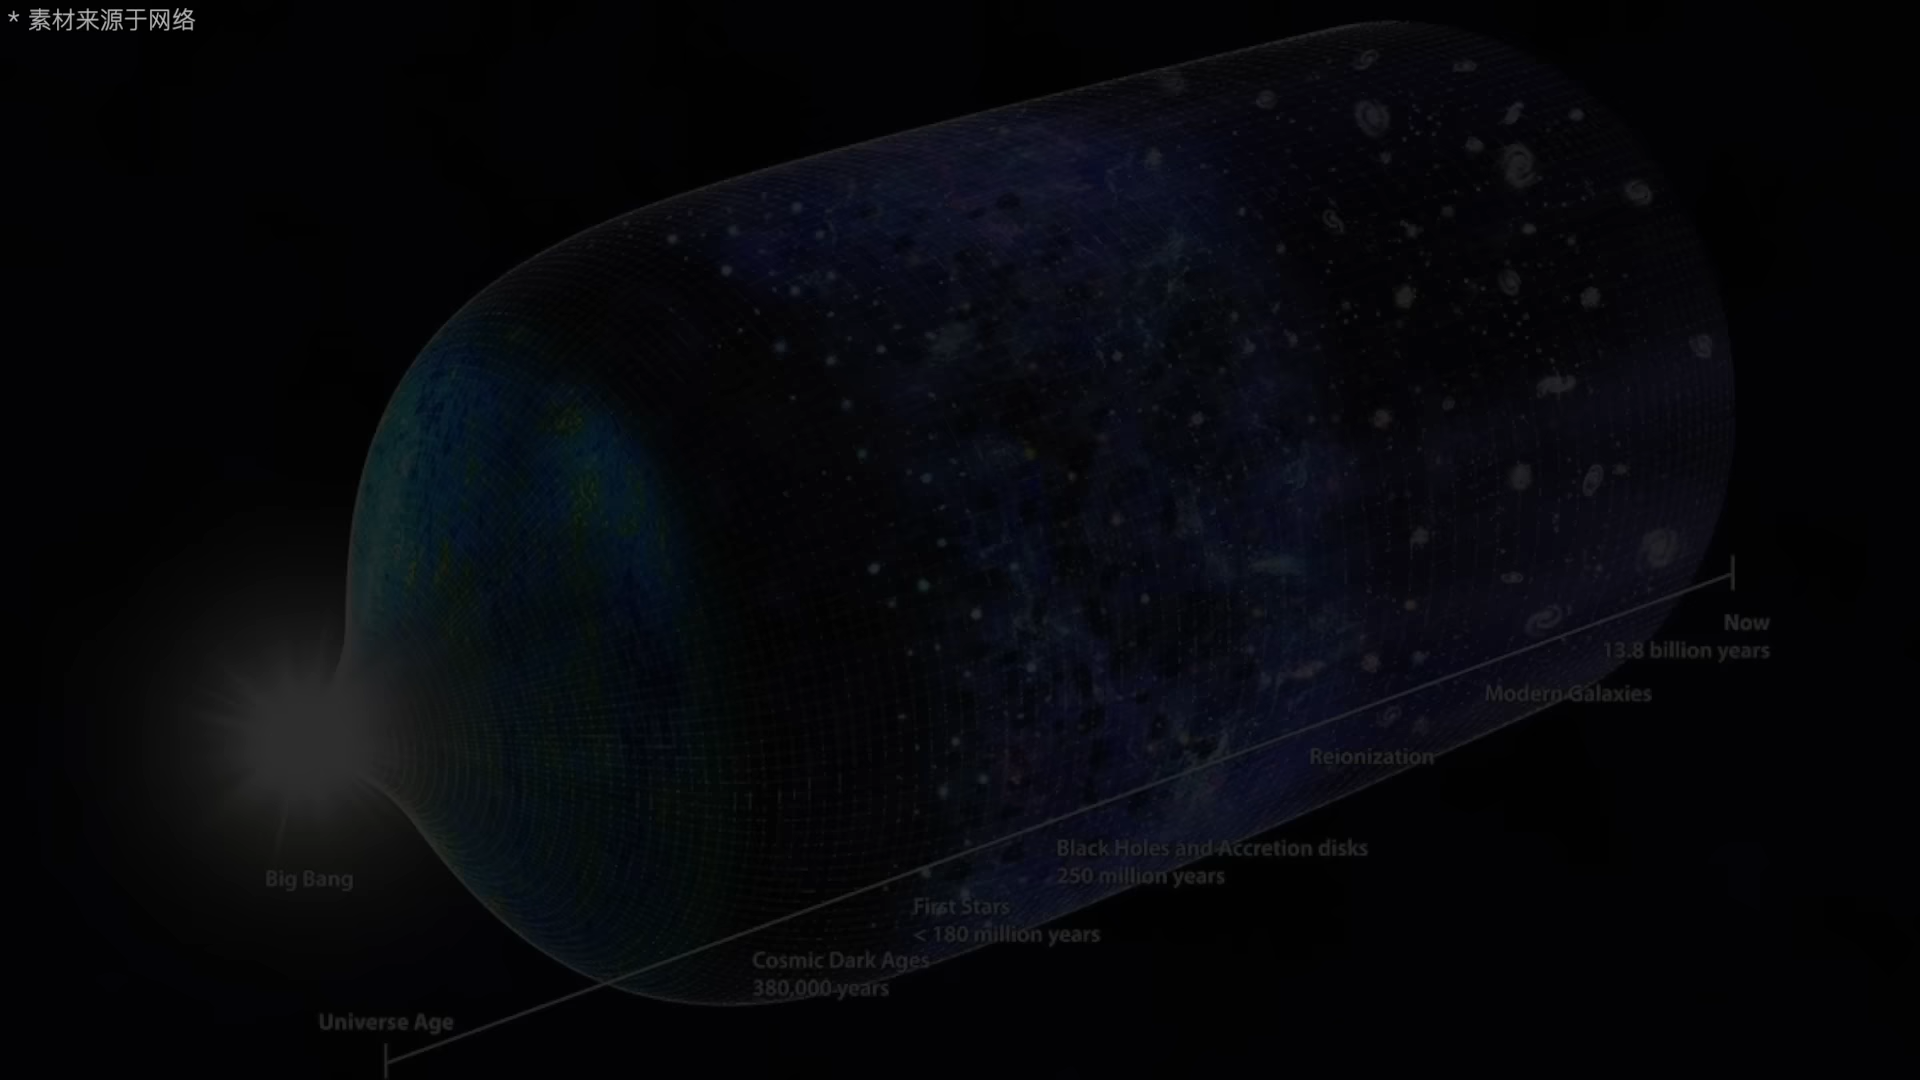 * 素材来源于网络
Now
13.8 billion years
Modern Galaxies
Reionization
Black Holes and Accretion disks
250 million years
First Stars
< 180 million years
Cosmic Dark Ages
380,000 years
Big Bang
Universe Age